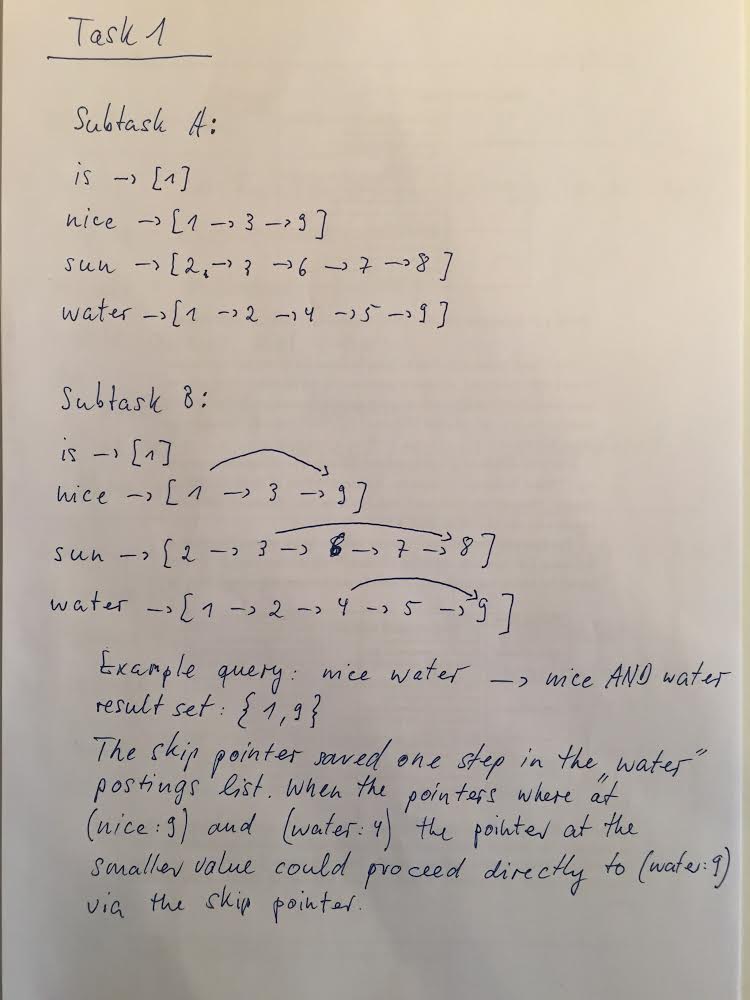 Task 1
Subtask A:
is → [1]
nice → [1 → 3 → 9]
sun → [2 → 3 → 6 → 7 → 8]
water → [1 → 2 → 4 → 5 → 9]
Subtask B:
is → [1]
nice → [1 → 3 → 9]
sun → [2 → 3 → 6 → 7 → 8]
water → [1 → 2 → 4 → 5 → 9]
Example query: nice water → nice AND water
result set: {1,9}
The skip pointer saved one step in the „water”
postings list. When the pointers where at
(nice:9) and (water:4) the pointer at the
smaller value could proceed directly to (water:9)
via the skip pointer.